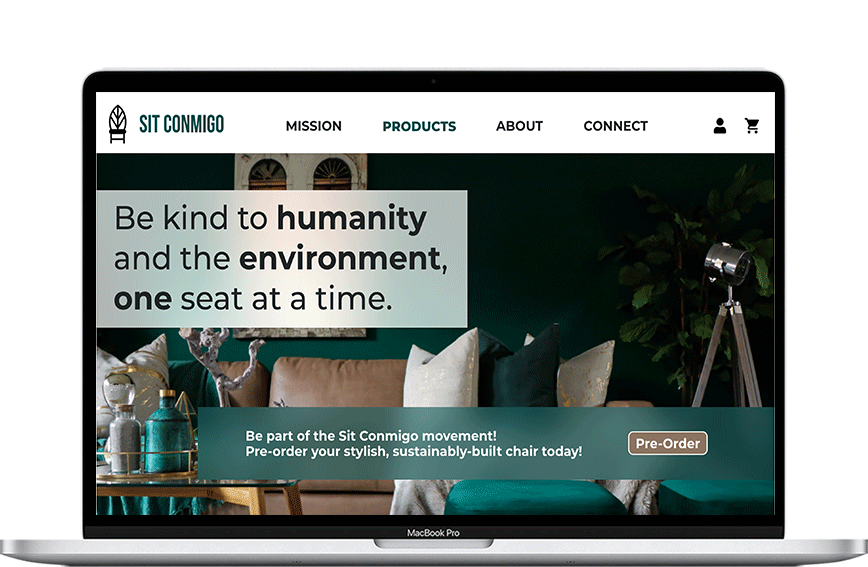 SIT CONMIGO
MISSION
PRODUCTS
ABOUT
CONNECT
Be kind to humanity
and the environment,
one seat at a time.
Be part of the Sit Conmigo movement!
Pre-order your stylish, sustainably-built chair today!
Pre-Order
MacBook Pro